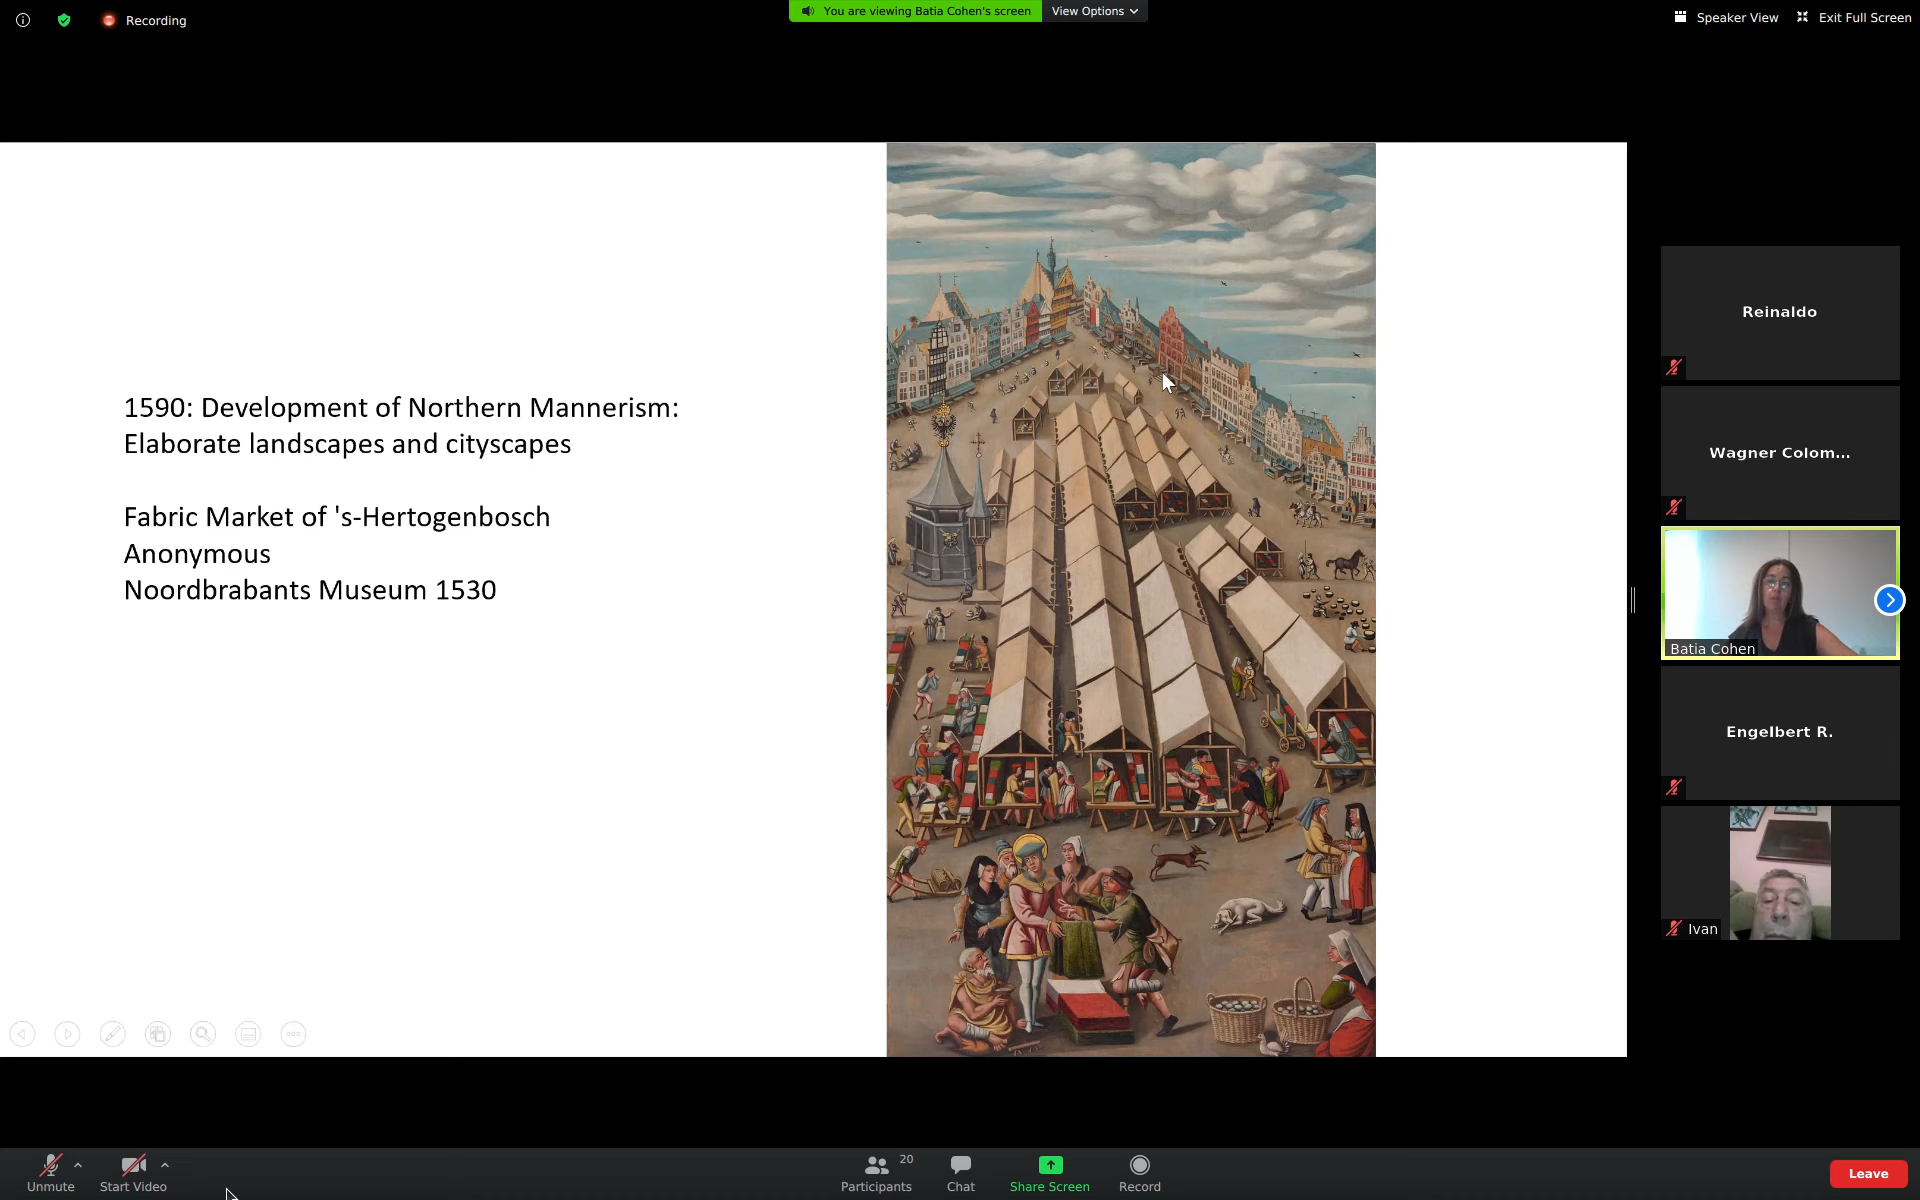 Recording
You are viewing Batia Cohen's screen
View Options
Speaker View
Exit Full Screen
1590: Development of Northern Mannerism:
Elaborate landscapes and cityscapes
Fabric Market of 's-Hertogenbosch
Anonymous
Noordbrabants Museum 1530
Reinaldo
Wagner Colom...
Batia Cohen
Engelbert R.
Ivan
Unmute
Start Video
Participants
20
Chat
Share Screen
Record
Leave